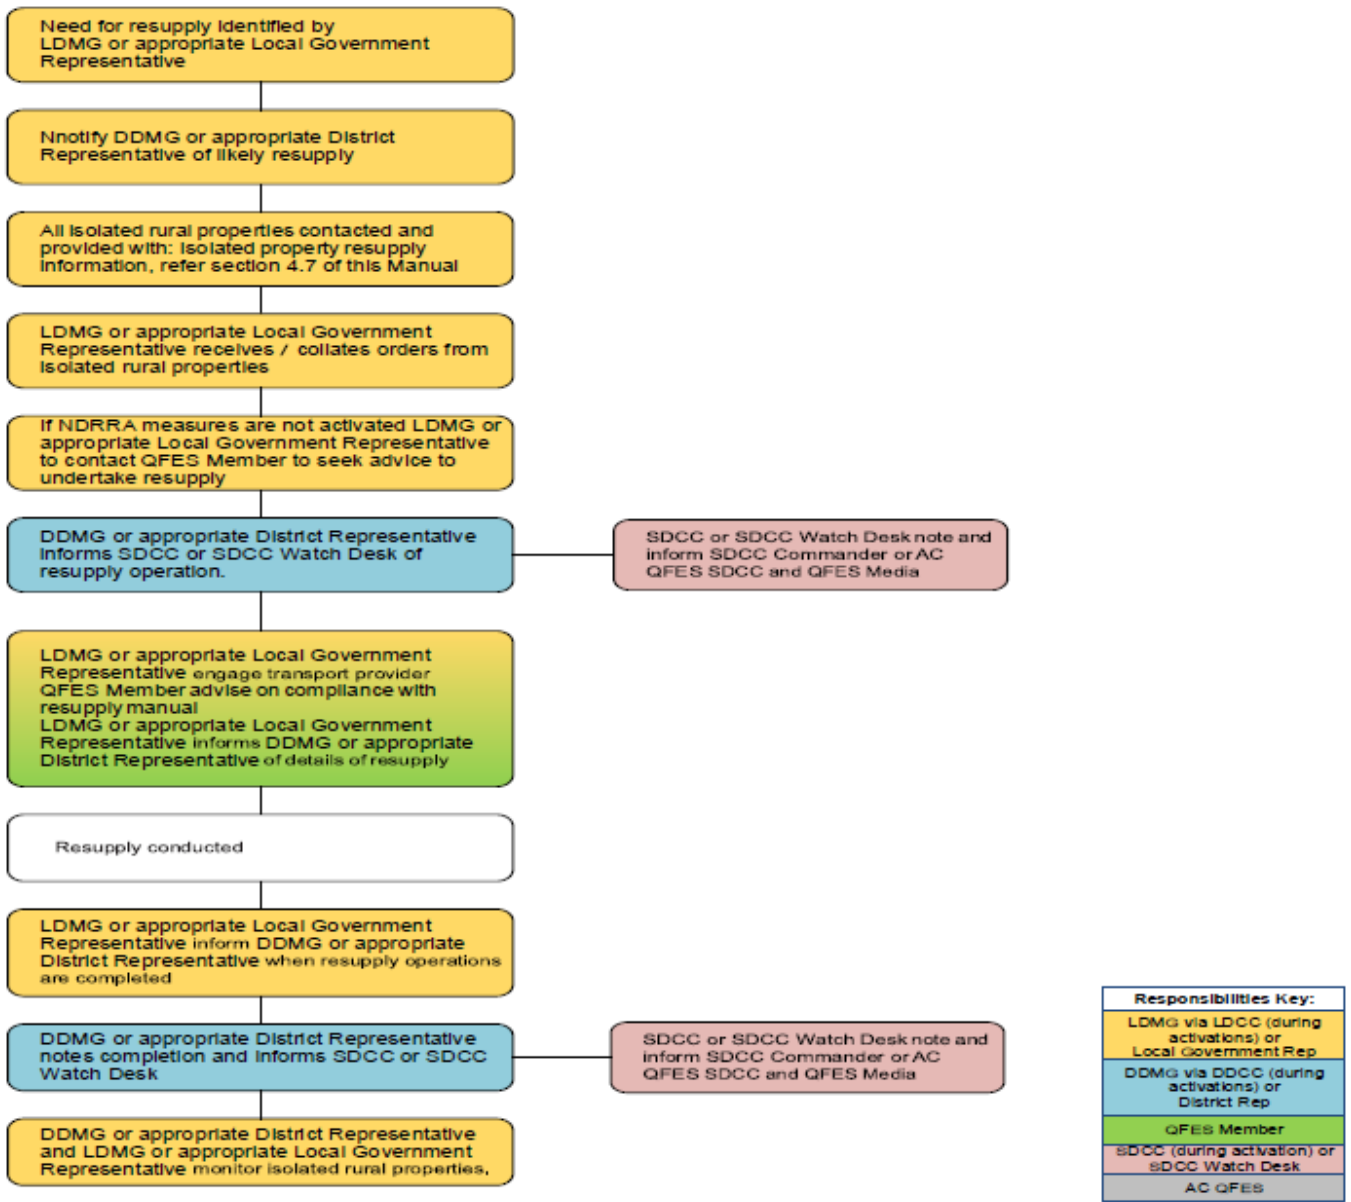 Need for resupply identified by
LDMG or appropriate Local Government
Representative
Nnotify DDMG or appropriate District
Representative of likely resupply
All isolated rural properties contacted and
provided with: Isolated property resupply
information, refer section 4.7 of this Manual
LDMG or appropriate Local Government
Representative receives / collates orders from
isolated rural properties
If NDRRA measures are not activated LDMG or
appropriate Local Government Representative
to contact QFES Member to seek advice to
undertake resupply
DDMG or appropriate District Representative
informs SDCC or SDCC Watch Desk of
resupply operation.
SDCC or SDCC Watch Desk note and
inform SDCC Commander or AC
QFES SDCC and QFES Media
LDMG or appropriate Local Government
Representative engage transport provider
QFES Member advise on compliance with
resupply manual
LDMG or appropriate Local Government
Representative informs DDMG or appropriate
District Representative of details of resupply
Resupply conducted
LDMG or appropriate Local Government
Representative inform DDMG or appropriate
District Representative when resupply operations
are completed
DDMG or appropriate District Representative
notes completion and informs SDCC or SDCC
Watch Desk
SDCC or SDCC Watch Desk note and
inform SDCC Commander or AC
QFES SDCC and QFES Media
DDMG or appropriate District Representative
and LDMG or appropriate Local Government
Representative monitor isolated rural properties,
Responsibilities Key:
LDMG via LDCC (during
activations) or
Local Government Rep
DDMG via DDCC (during
activations) or
District Rep
QFES Member
SDCC (during activation) or
SDCC Watch Desk
AC QFES